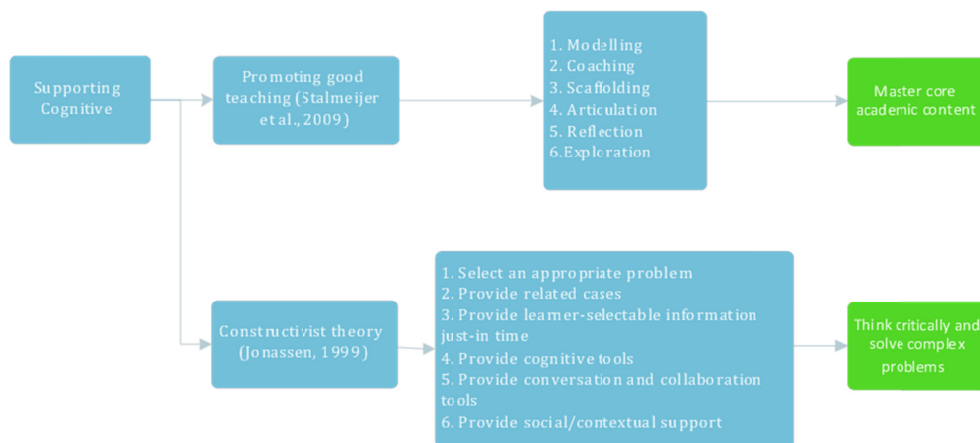 Supporting
Cognitive
Promoting good
teaching (Stalmeijer
et al., 2009)
1. Modelling
2. Coaching
3. Scaffolding
4. Articulation
5. Reflection
6.Exploration
Master core
academic content
Constructivist theory
(Jonassen, 1999)
1. Select an appropriate problem
2. Provide related cases
3. Provide learner-selectable information
just-in time
4. Provide cognitive tools
5. Provide conversation and collaboration
tools
6. Provide social/contextual support
Think critically and
solve complex
problems